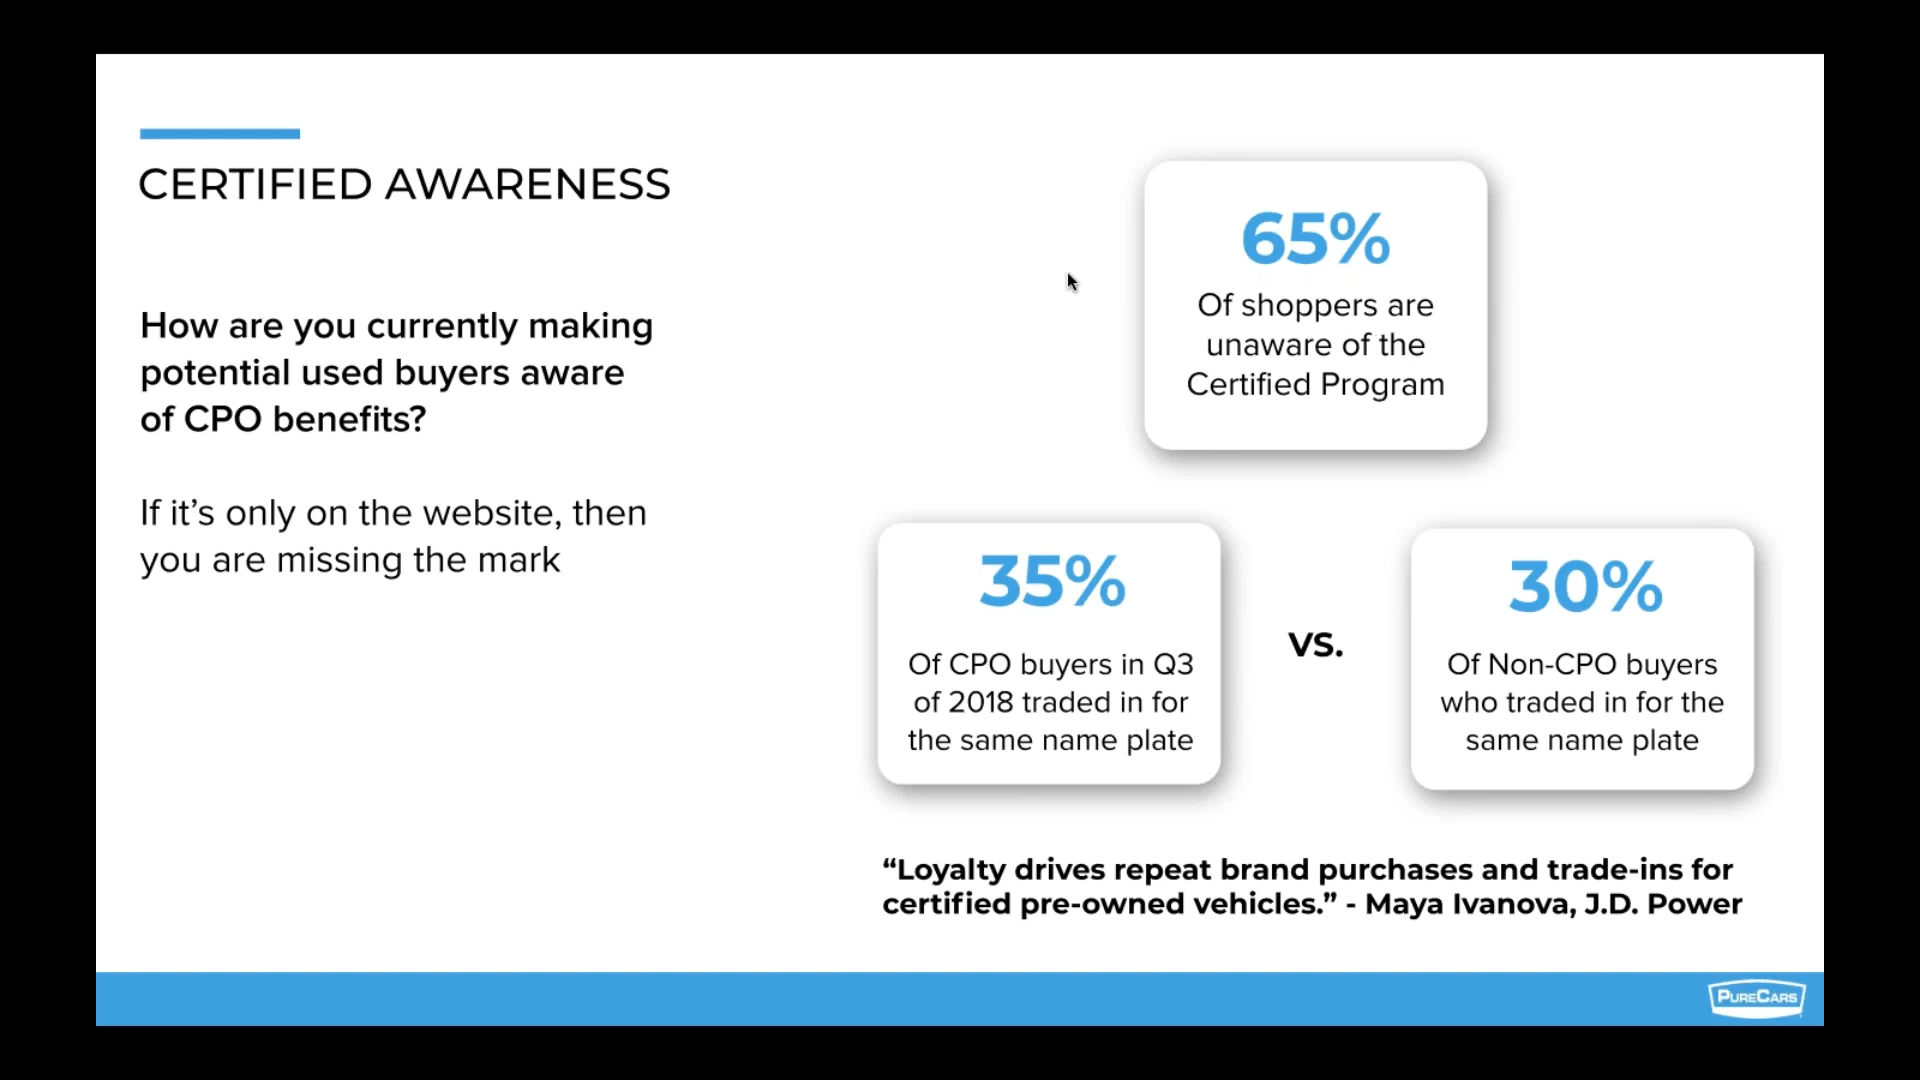 CERTIFIED AWARENESS
How are you currently making
potential used buyers aware
of CPO benefits?
If it’s only on the website, then
you are missing the mark
65%
Of shoppers are
unaware of the
Certified Program
35%
Of CPO buyers in Q3
of 2018 traded in for
the same name plate
VS.
30%
Of Non-CPO buyers
who traded in for the
same name plate
“Loyalty drives repeat brand purchases and trade-ins for
certified pre-owned vehicles.” - Maya Ivanova, J.D. Power
PURECARS